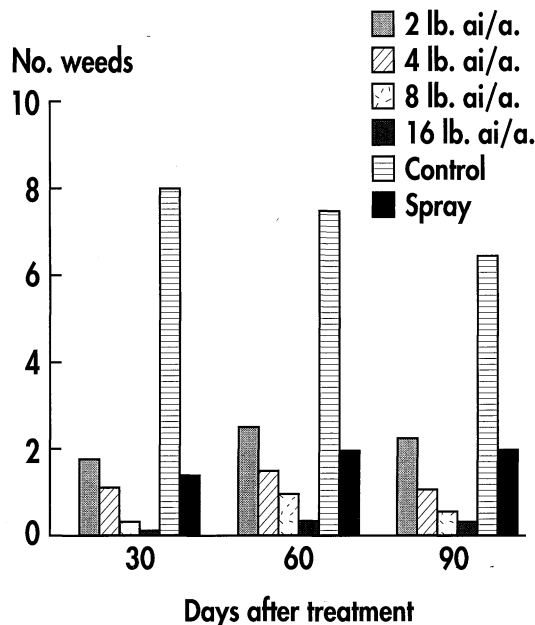 2 lb. ai/a.
4 lb. ai/a.
8 lb. ai/a.
16 lb. ai/a.
Control
Spray
No. weeds
10
8
6
4
2
0
30 60 90
Days after treatment